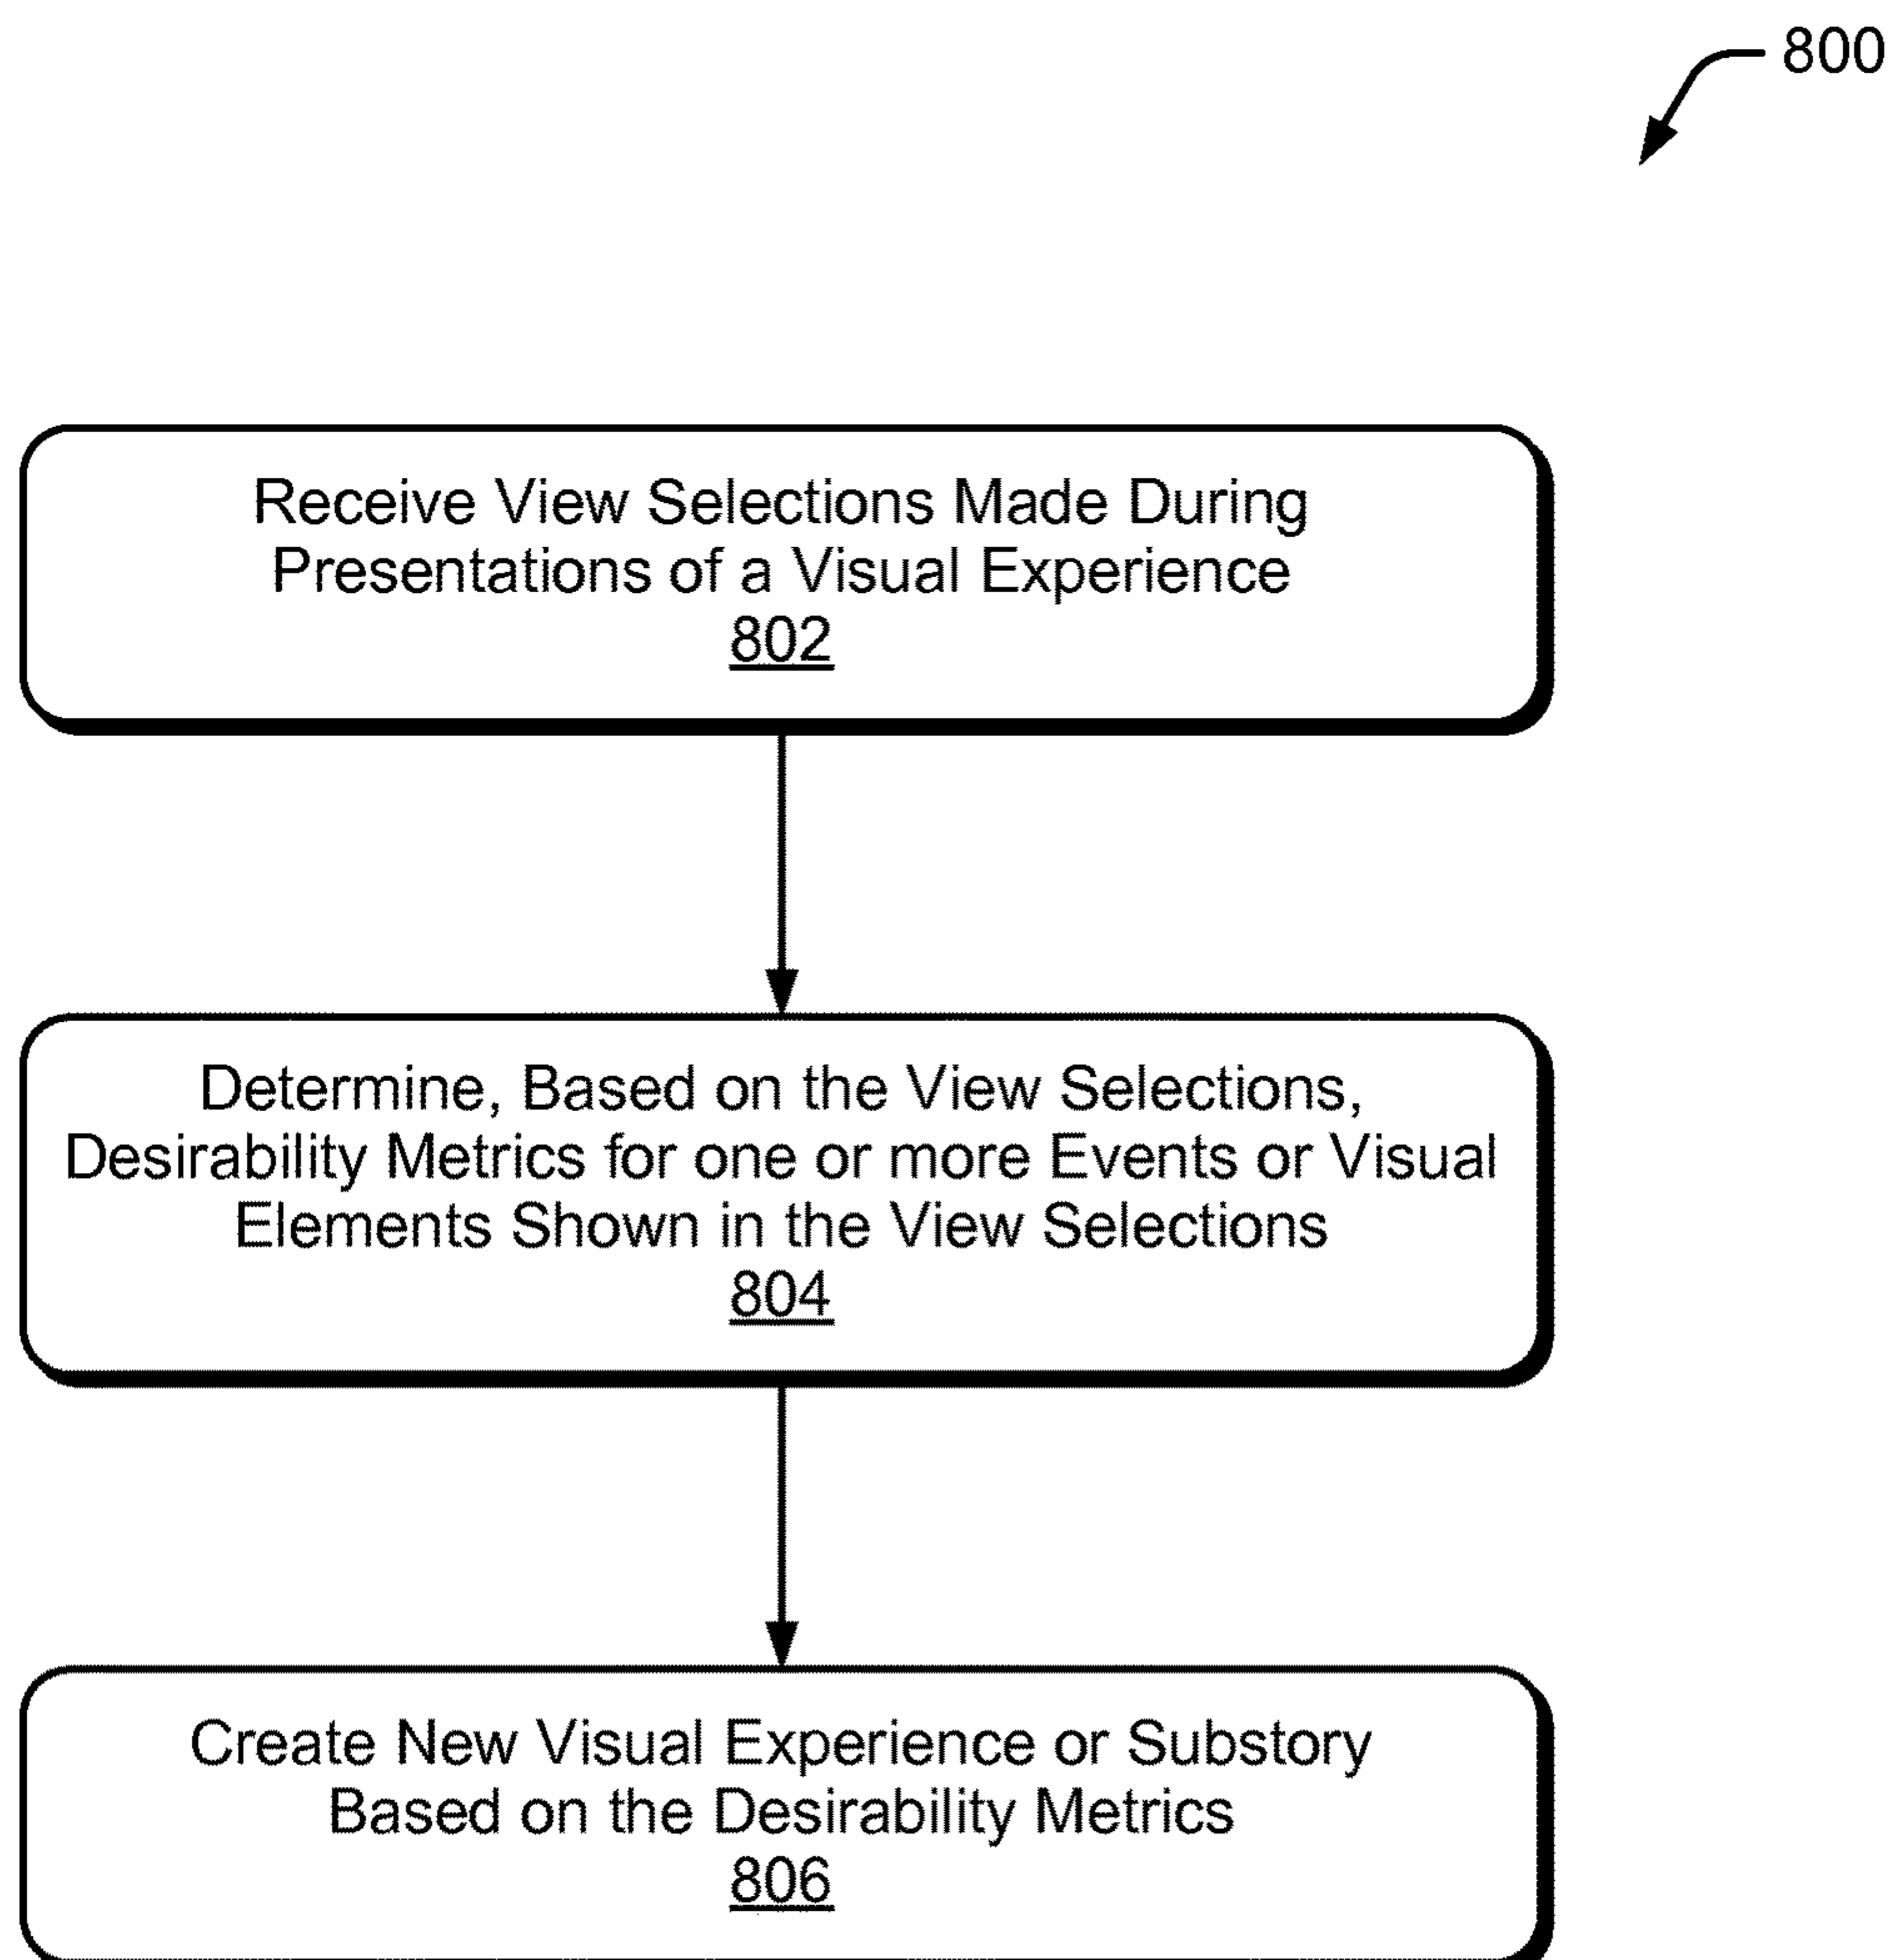 800
Receive View Selections Made During
Presentations of a Visual Experience
802
Determine, Based on the View Selections,
Desirability Metrics for one or more Events or Visual
Elements Shown in the View Selections
804
Create New Visual Experience or Substory
Based on the Desirability Metrics
806